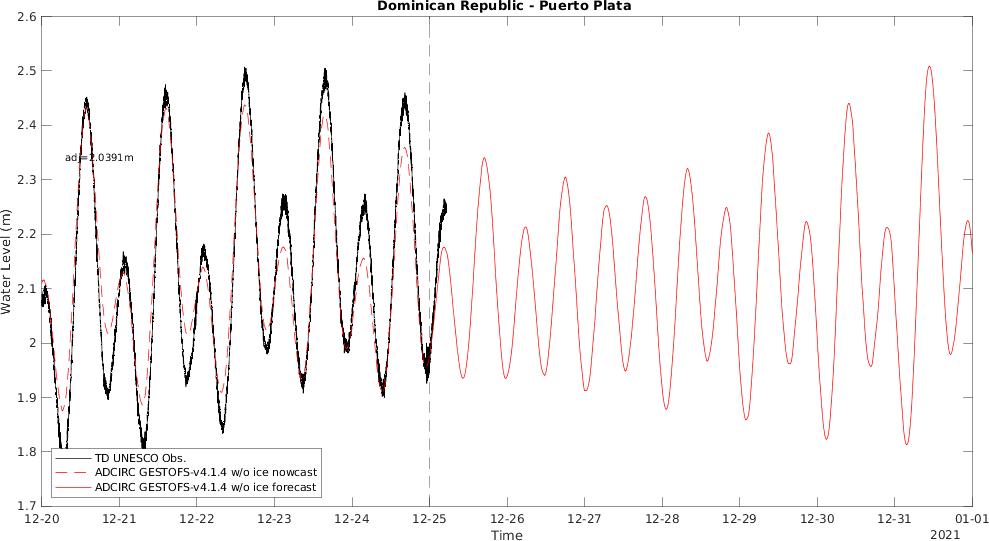 Dominican Republic - Puerto Plata
2.6
2.5
2.4
2.3
2.2
2.1
2
1.9
1.8
1.7
Water Level (m)
adj=2.0391m
TD UNESCO Obs.
ADCIRC GESTOFS-v4.1.4 w/o ice nowcast
ADCIRC GESTOFS-v4.1.4 w/o ice forecast
12-20 12-21 12-22 12-23 12-24 12-25 12-26 12-27 12-28 12-29 12-30 12-31 01-01
Time
2021